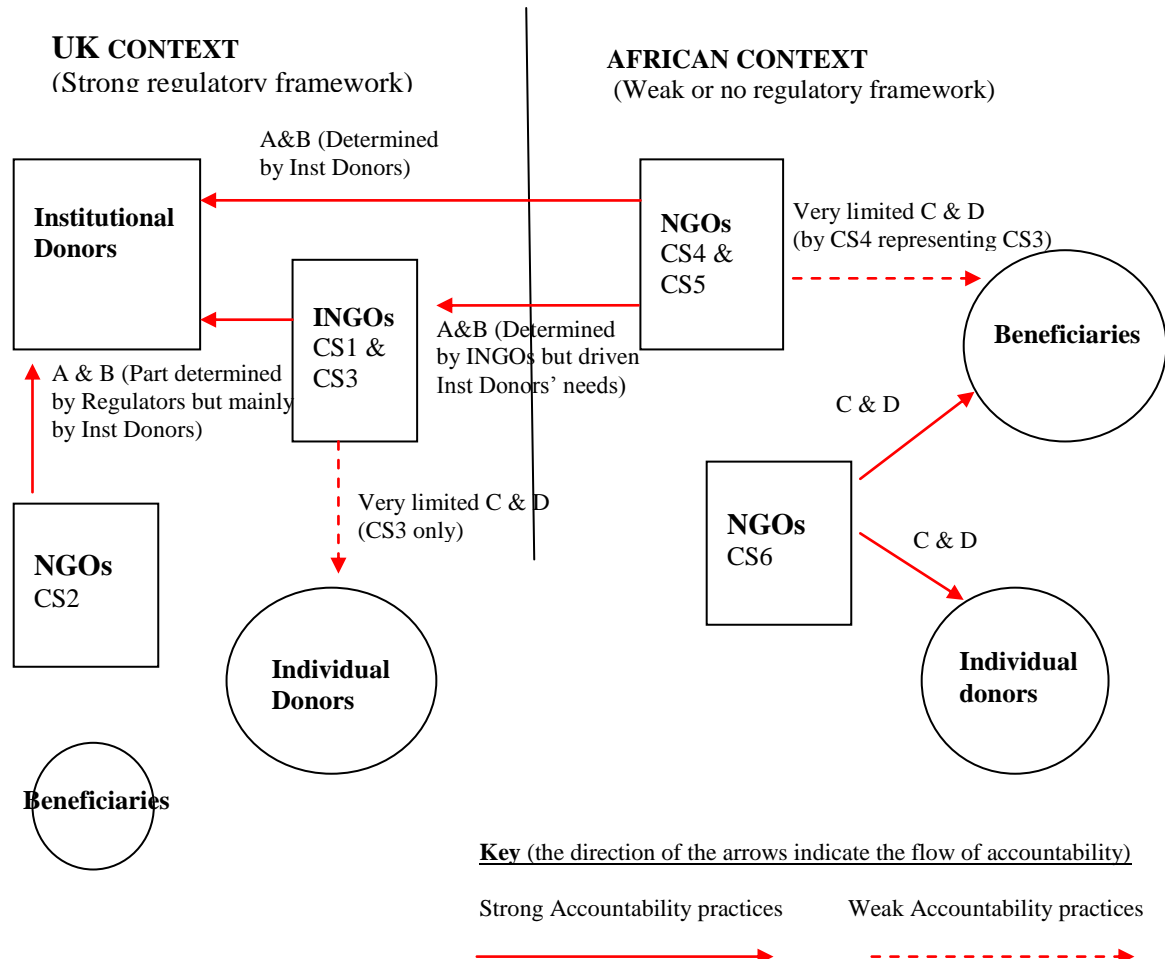 UK CONTEXT
(Strong regulatory framework)
AFRICAN CONTEXT
(Weak or no regulatory framework)
A&B (Determined
by Inst Donors)
Institutional
Donors
NGOs
CS4 &
CS5
Very limited C & D
(by CS4 representing CS3)
Beneficiaries
INGOs
CS1 &
CS3
A&B (Determined
by INGOs but driven
Inst Donors’ needs)
A & B (Part determined
by Regulators but mainly
by Inst Donors)
C & D
NGOs
CS6
C & D
Very limited C & D
(CS3 only)
NGOs
CS2
Individual
Donors
Individual
donors
Beneficiaries
Key (the direction of the arrows indicate the flow of accountability)
Strong Accountability practices
Weak Accountability practices